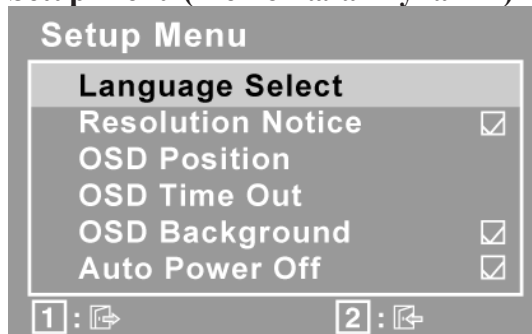 Setup Menu
Language Select
Resolution Notice
OSD Position
OSD Time Out
OSD Background
Auto Power Off
1 : 2 :